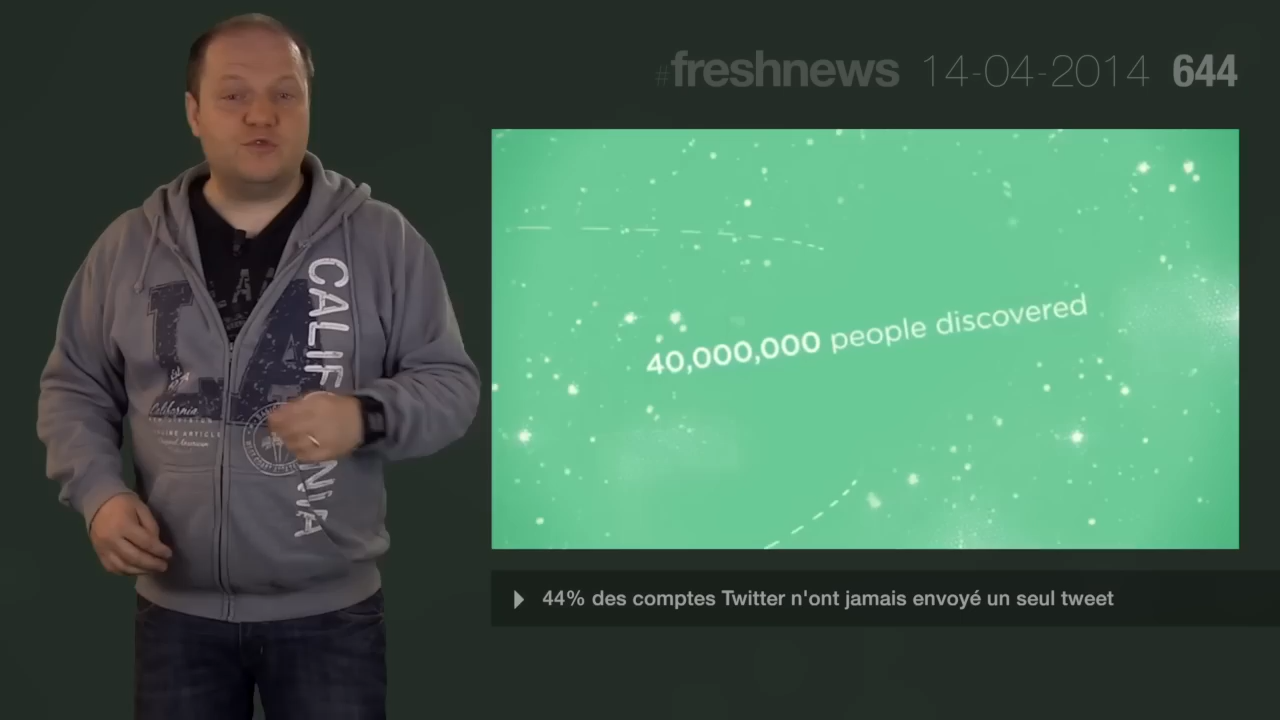 #freshnews 14-04-2014 644
40,000,000 people discovered
44% des comptes Twitter n'ont jamais envoyé un seul tweet
CALIFORNIA
LA
California